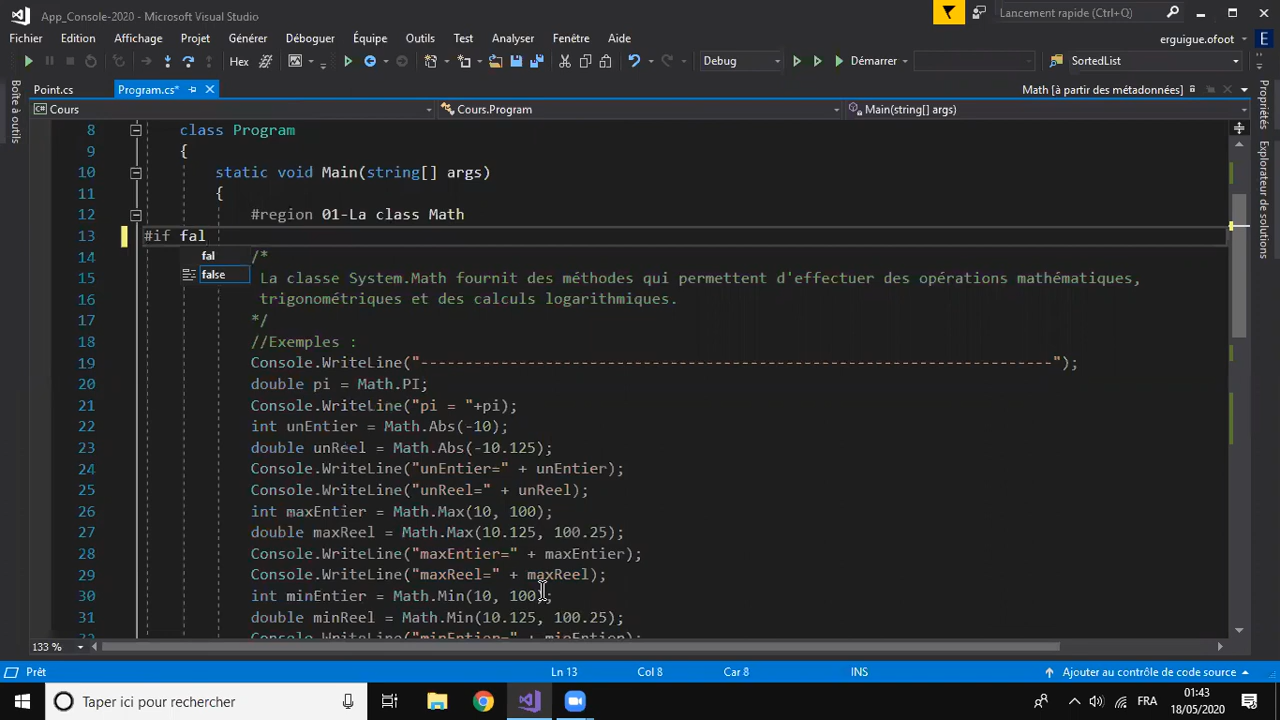 App_Console-2020 - Microsoft Visual Studio
Lancement rapide (Ctrl+Q)
Fichier Edition Affichage Projet Générer Déboguer Équipe Outils Test Analyser Fenêtre Aide
erguigue.ofoot E
Hex Debug Démarrer SortedList
Boîte à outils
Point.cs Program.cs* Math [à partir des métadonnées]
Cours Cours.Program Main(string[] args)
Propriétés
Explorateur de solutions
8 class Program
9 {
10 static void Main(string[] args)
11 {
12 #region 01-La class Math
13 #if fal
fal
14 /*
false
15 La classe System.Math fournit des méthodes qui permettent d'effectuer des opérations mathématiques,
16 trigonométriques et des calculs logarithmiques.
17 */
18 //Exemples :
19 Console.WriteLine("-----------------------------------------------------------------------");
20 double pi = Math.PI;
21 Console.WriteLine("pi = "+pi);
22 int unEntier = Math.Abs(-10);
23 double unReel = Math.Abs(-10.125);
24 Console.WriteLine("unEntier=" + unEntier);
25 Console.WriteLine("unReel=" + unReel);
26 int maxEntier = Math.Max(10, 100);
27 double maxReel = Math.Max(10.125, 100.25);
28 Console.WriteLine("maxEntier=" + maxEntier);
29 Console.WriteLine("maxReel=" + maxReel);
30 int minEntier = Math.Min(10, 100);
31 double minReel = Math.Min(10.125, 100.25);
32 Console.WriteLine("minEntier=" + minEntier);
133 %
Prêt Ln 13 Col 8 Car 8 INS Ajouter au contrôle de code source
Taper ici pour rechercher
FRA 01:43
18/05/2020